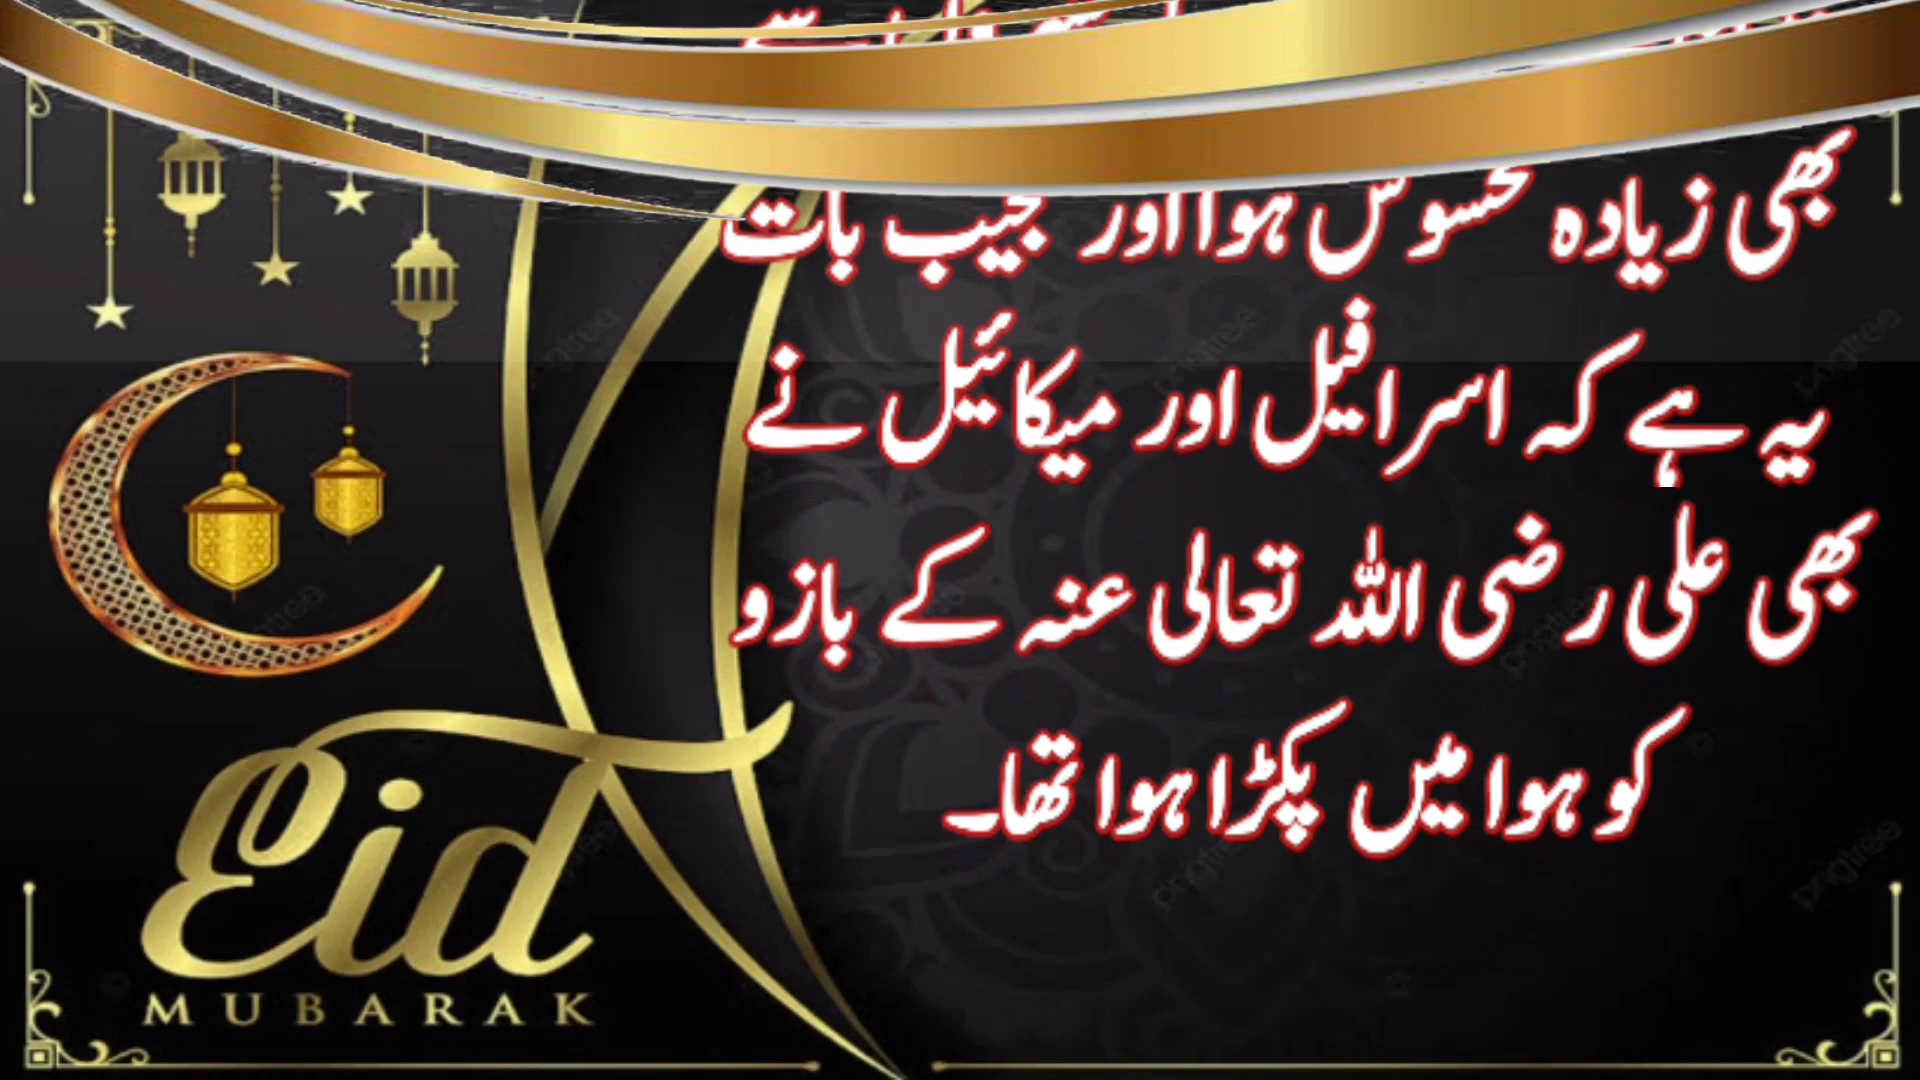 بھی زیادہ محسوس ہوا اور عجیب بات
یہ ہے کہ اسرافیل اور میکائیل نے
بھی علی رضی اللہ تعالی عنہ کے بازو
کو ہوا میں پکڑا ہوا تھا۔
Eid
MUBARAK
pngtree